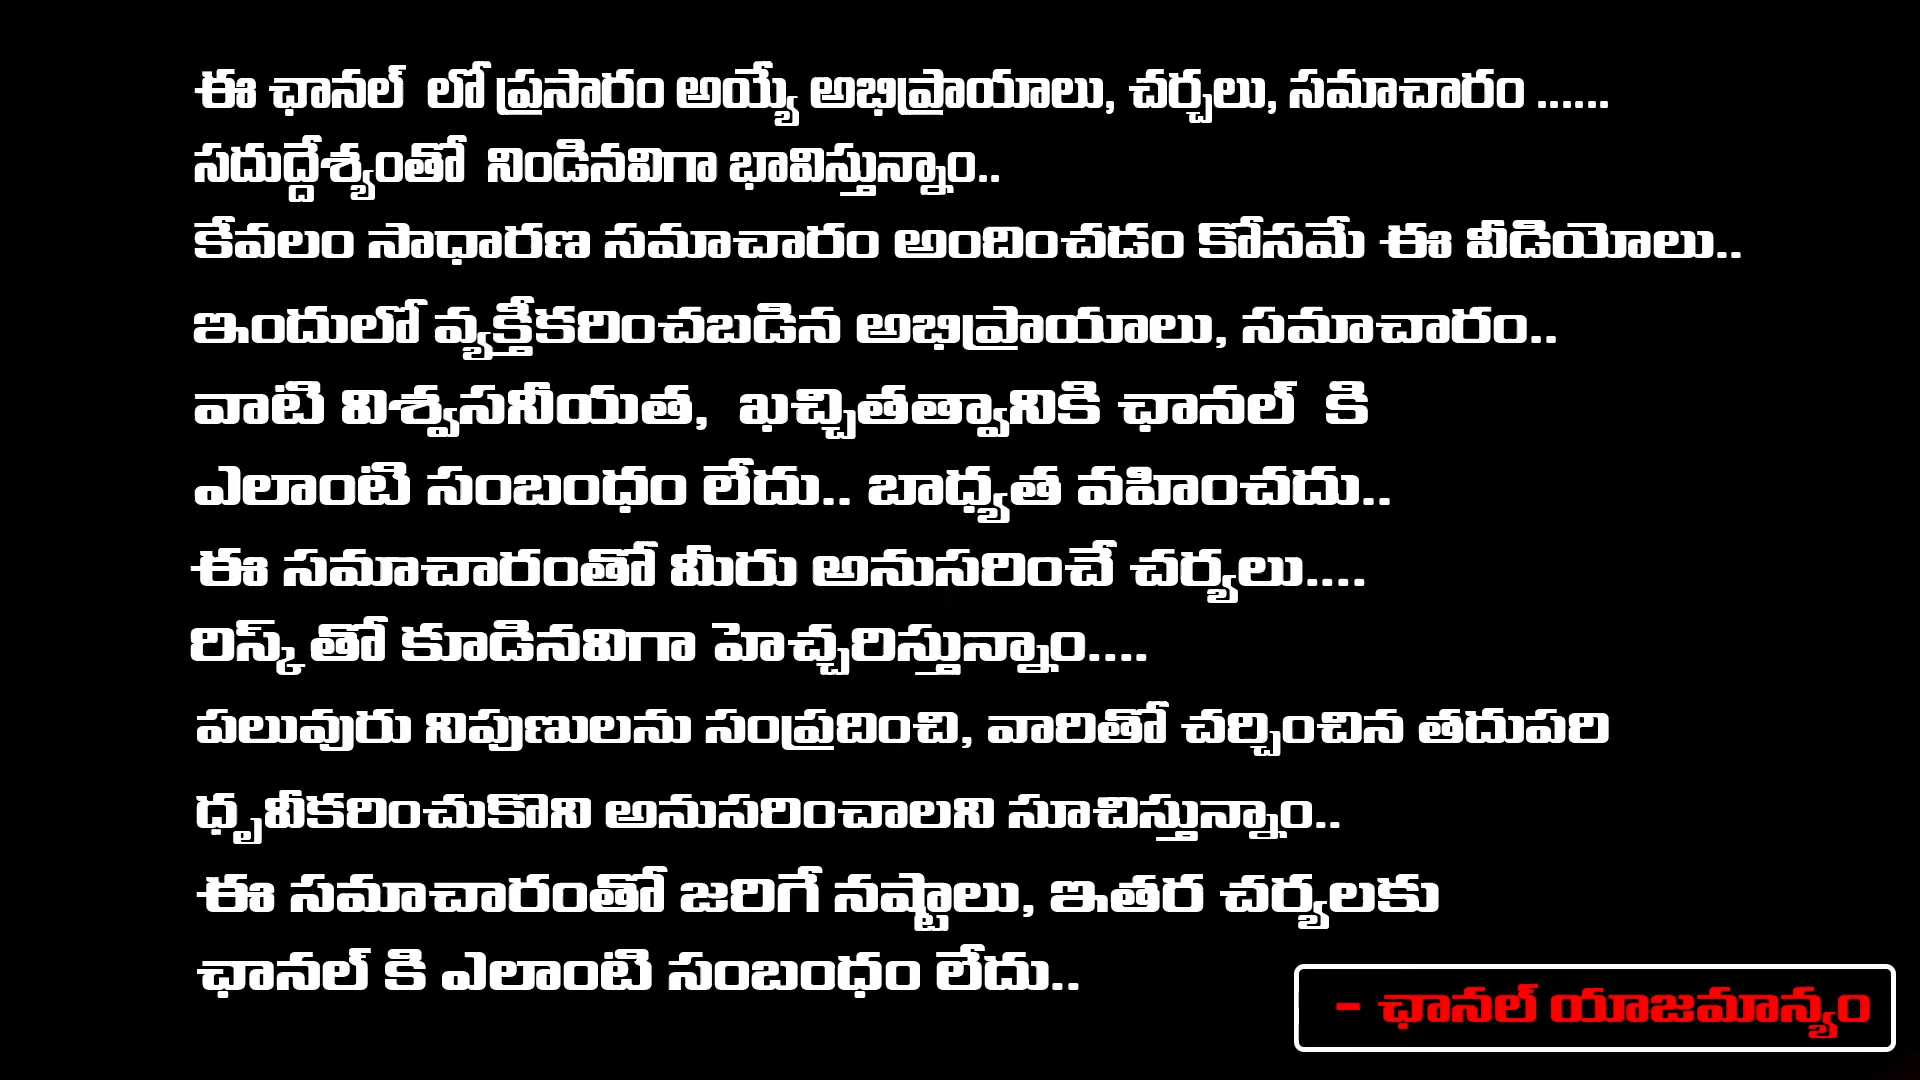 ఈ ఛానల్ లో ప్రసారం అయ్యే అభిప్రాయాలు, చర్చలు, సమాచారం ......
సదుద్దేశ్యంతో నిండినవిగా భావిస్తున్నాం..
కేవలం సాధారణ సమాచారం అందించడం కోసమే ఈ వీడియోలు..
ఇందులో వ్యక్తీకరించబడిన అభిప్రాయాలు, సమాచారం..
వాటి విశ్వసనీయత, ఖచ్చితత్వానికి ఛానల్ కి
ఎలాంటి సంబంధం లేదు.. బాధ్యత వహించదు..
ఈ సమాచారంతో మీరు అనుసరించే చర్యలు....
రిస్క్ తో కూడినవిగా హెచ్చరిస్తున్నాం....
పలువురు నిపుణులను సంప్రదించి, వారితో చర్చించిన తదుపరి
ధృవీకరించుకొని అనుసరించాలని సూచిస్తున్నాం..
ఈ సమాచారంతో జరిగే నష్టాలు, ఇతర చర్యలకు
ఛానల్ కి ఎలాంటి సంబంధం లేదు..
- ఛానల్ యాజమాన్యం